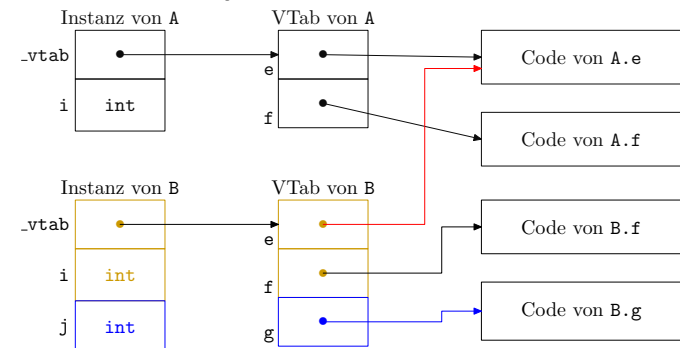 Instanz von A
VTab von A
_vtab
e
Code von A.e
i
int
f
Code von A.f
Instanz von B
VTab von B
_vtab
e
Code von B.f
i
int
f
j
int
g
Code von B.g